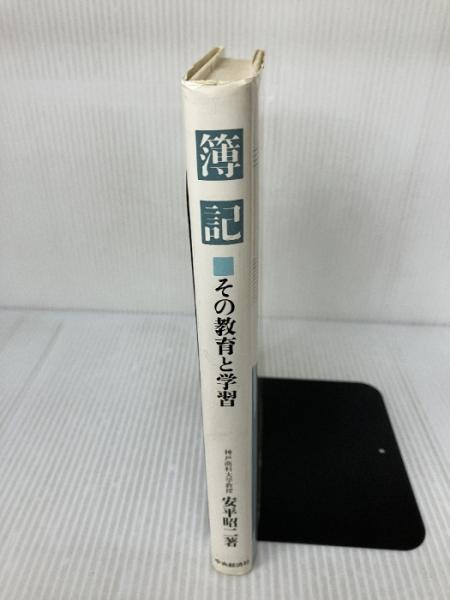 簿記
■その教育と学習
神戸商科大学教授
安平昭二著
中央経済社